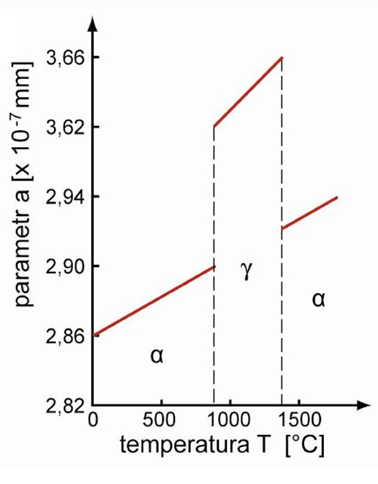 parametr a [x 10⁻⁷ mm]
3,66
3,62
2,94
2,90
2,86
2,82
γ
α
α
0 500 1000 1500
temperatura T [°C]